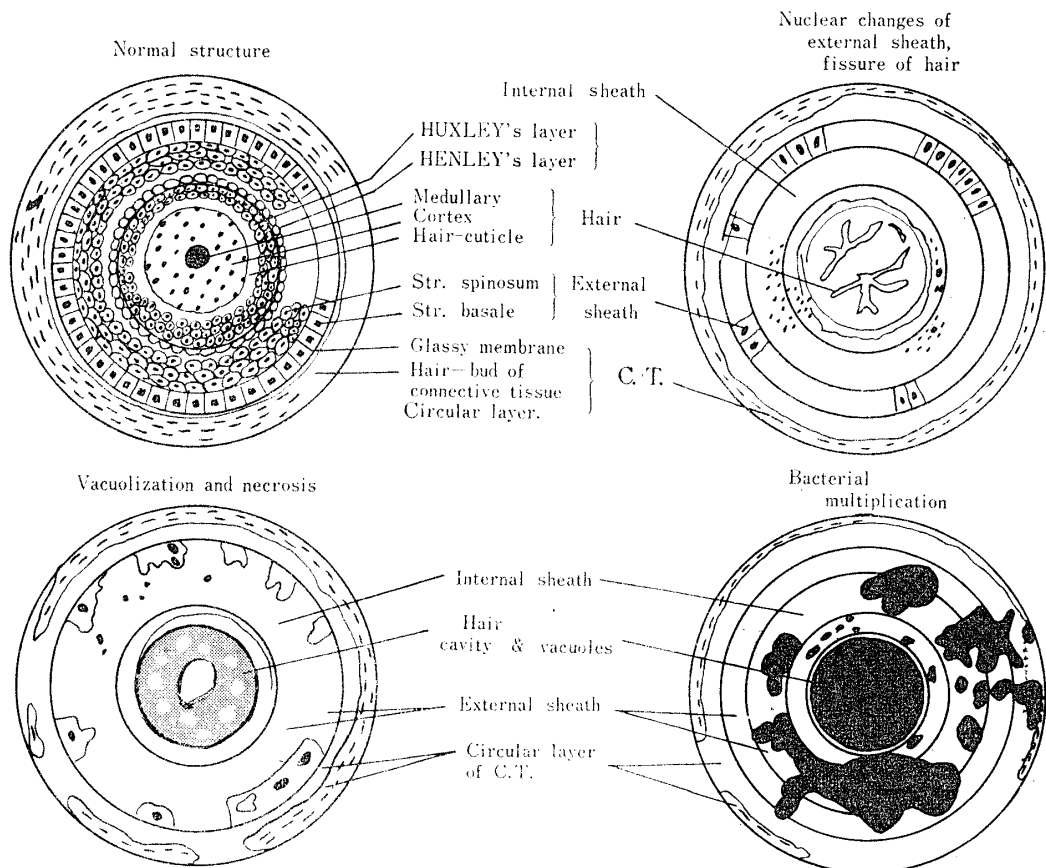 Normal structure
Nuclear changes of
external sheath,
fissure of hair
Internal sheath
HUXLEY's layer
HENLEY's layer
Medullary
Cortex
Hair-cuticle
Hair
Str. spinosum
Str. basale
External
sheath
Glassy membrane
Hair-bud of
connective tissue
Circular layer.
C. T.
Vacuolization and necrosis
Bacterial
multiplication
Internal sheath
Hair
cavity & vacuoles
External sheath
Circular layer
of C.T.